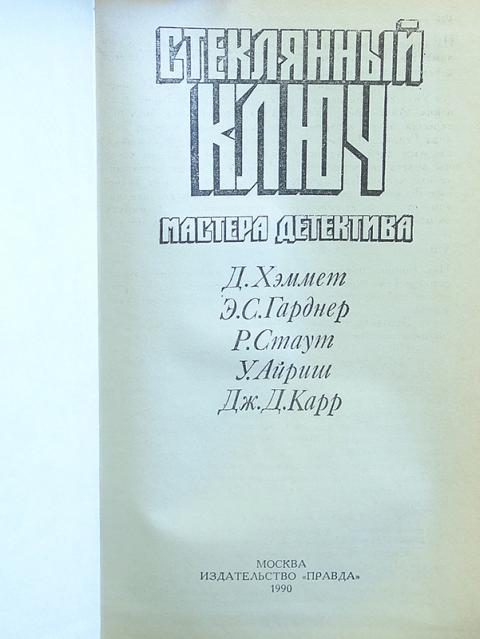 СТЕКЛЯННЫЙ
КЛЮЧ
МАСТЕРА ДЕТЕКТИВА
Д. Хэммет
Э. С. Гарднер
Р. Стаут
У. Айриш
Дж. Д. Карр
МОСКВА
ИЗДАТЕЛЬСТВО «ПРАВДА»
1990